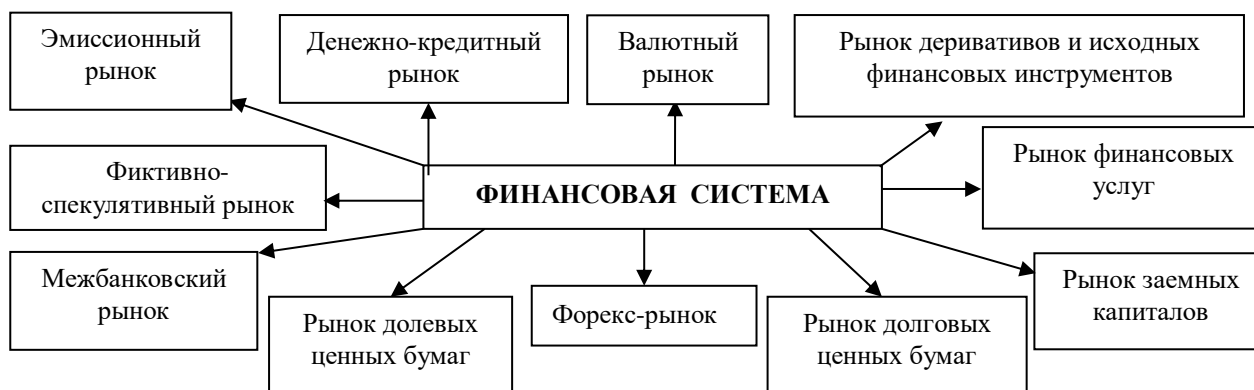 Эмиссионный
рынок
Денежно-кредитный
рынок
Валютный
рынок
Рынок деривативов и исходных
финансовых инструментов
Фиктивно-
спекулятивный рынок
ФИНАНСОВАЯ СИСТЕМА
Рынок финансовых
услуг
Межбанковский
рынок
Рынок долевых
ценных бумаг
Форекс-рынок
Рынок долговых
ценных бумаг
Рынок заемных
капиталов